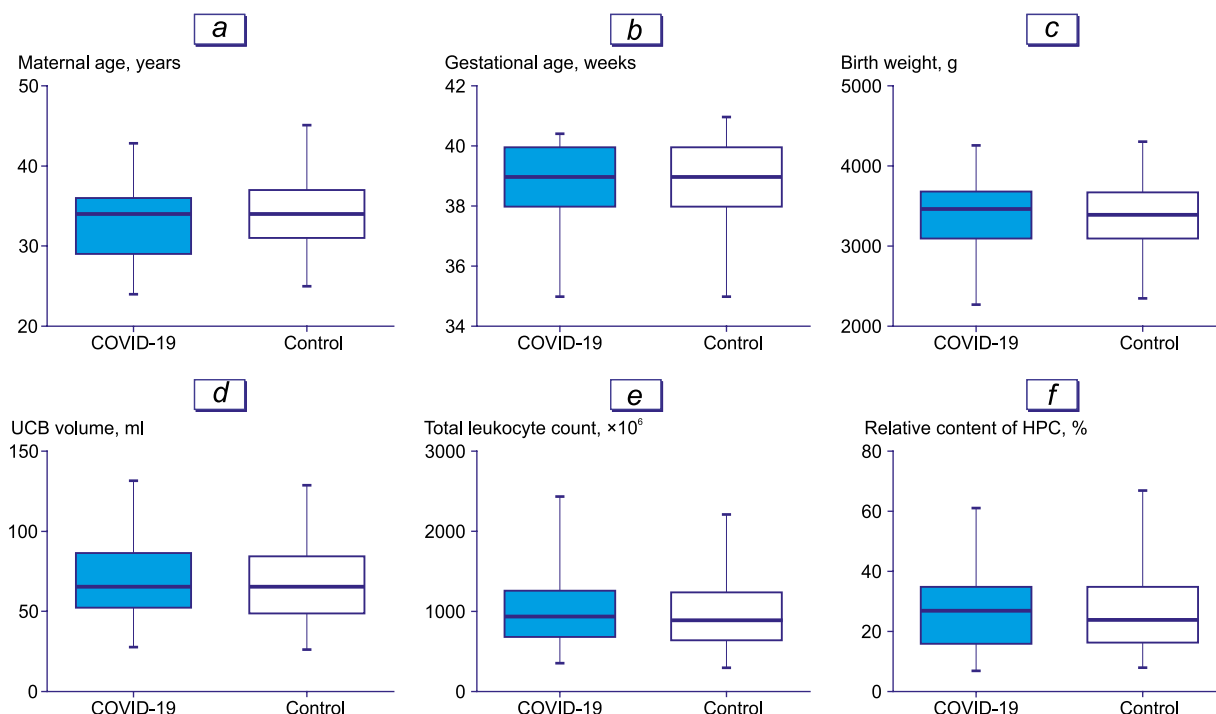 a
Maternal age, years
50
40
30
20
COVID-19 Control
b
Gestational age, weeks
42
40
38
36
34
COVID-19 Control
c
Birth weight, g
5000
4000
3000
2000
COVID-19 Control
d
UCB volume, ml
150
100
50
0
COVID-19 Control
e
Total leukocyte count, ×10⁶
3000
2000
1000
0
COVID-19 Control
f
Relative content of HPC, %
80
60
40
20
0
COVID-19 Control